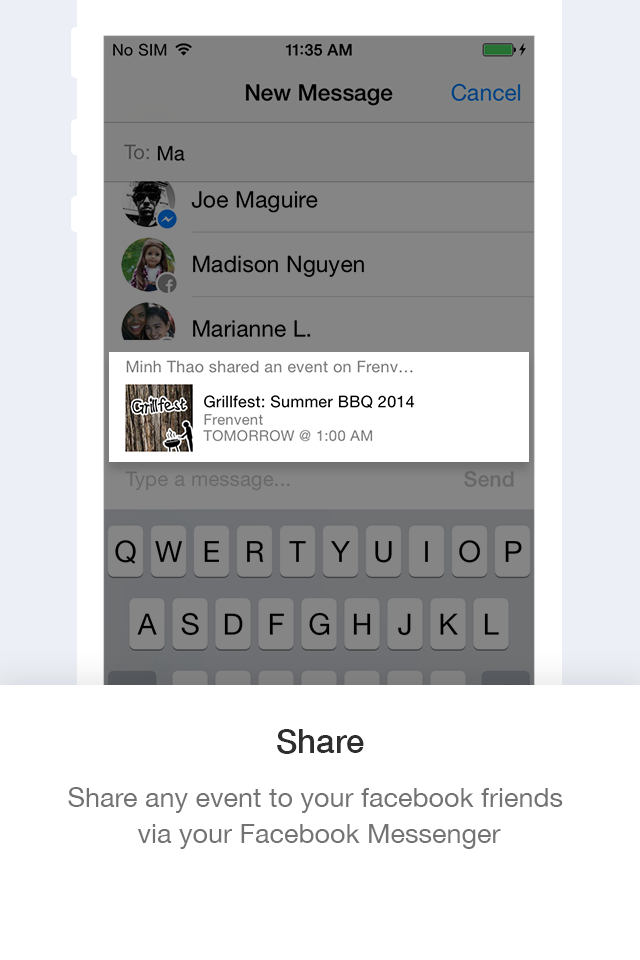 No SIM 11:35 AM
New Message Cancel
To: Ma
Joe Maguire
Madison Nguyen
Marianne L.
Minh Thao shared an event on Frenv...
Grillfest
Grillfest: Summer BBQ 2014
Frenvent
TOMORROW @ 1:00 AM
Type a message... Send
Q W E R T Y U I O P
A S D F G H J K L
Share
Share any event to your facebook friends
via your Facebook Messenger